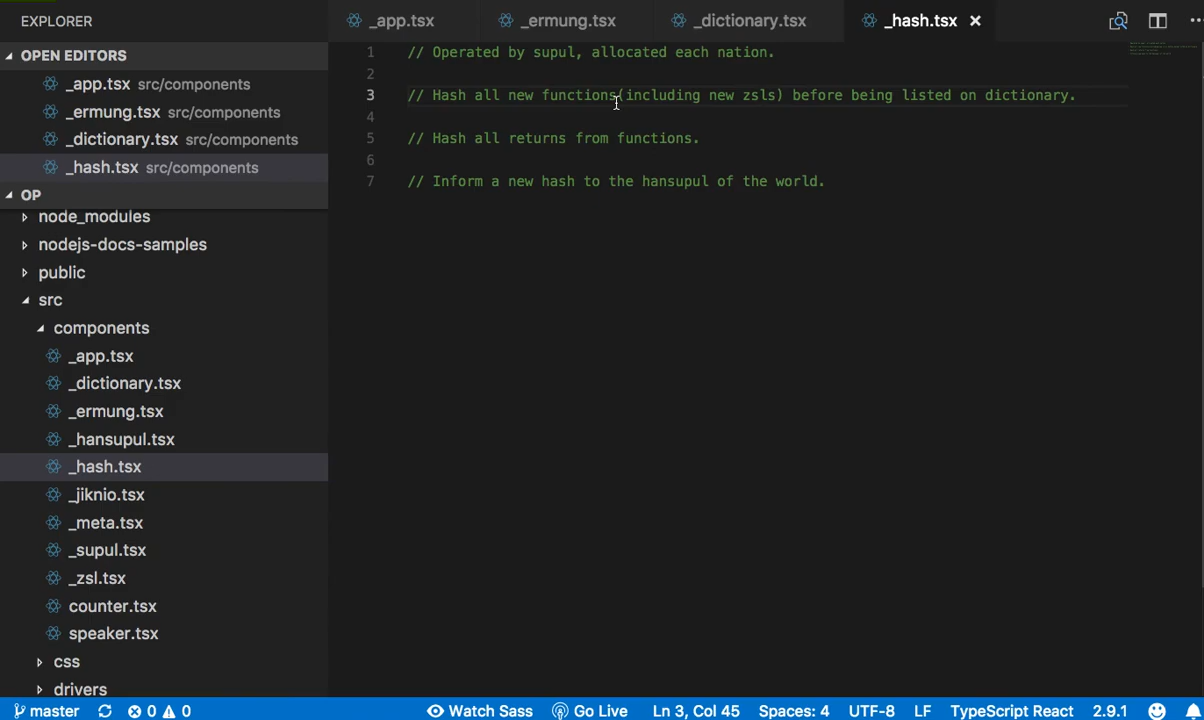 EXPLORER
OPEN EDITORS
_app.tsx src/components
_ermung.tsx src/components
_dictionary.tsx src/components
_hash.tsx src/components
OP
node_modules
nodejs-docs-samples
public
src
components
_app.tsx
_dictionary.tsx
_ermung.tsx
_hansupul.tsx
_hash.tsx
_jiknio.tsx
_meta.tsx
_supul.tsx
_zsl.tsx
counter.tsx
speaker.tsx
css
drivers
_app.tsx _ermung.tsx _dictionary.tsx _hash.tsx
1 // Operated by supul, allocated each nation.
2
3 // Hash all new functions(including new zsls) before being listed on dictionary.
4
5 // Hash all returns from functions.
6
7 // Inform a new hash to the hansupul of the world.
master 0 0 Watch Sass Go Live Ln 3, Col 45 Spaces: 4 UTF-8 LF TypeScript React 2.9.1